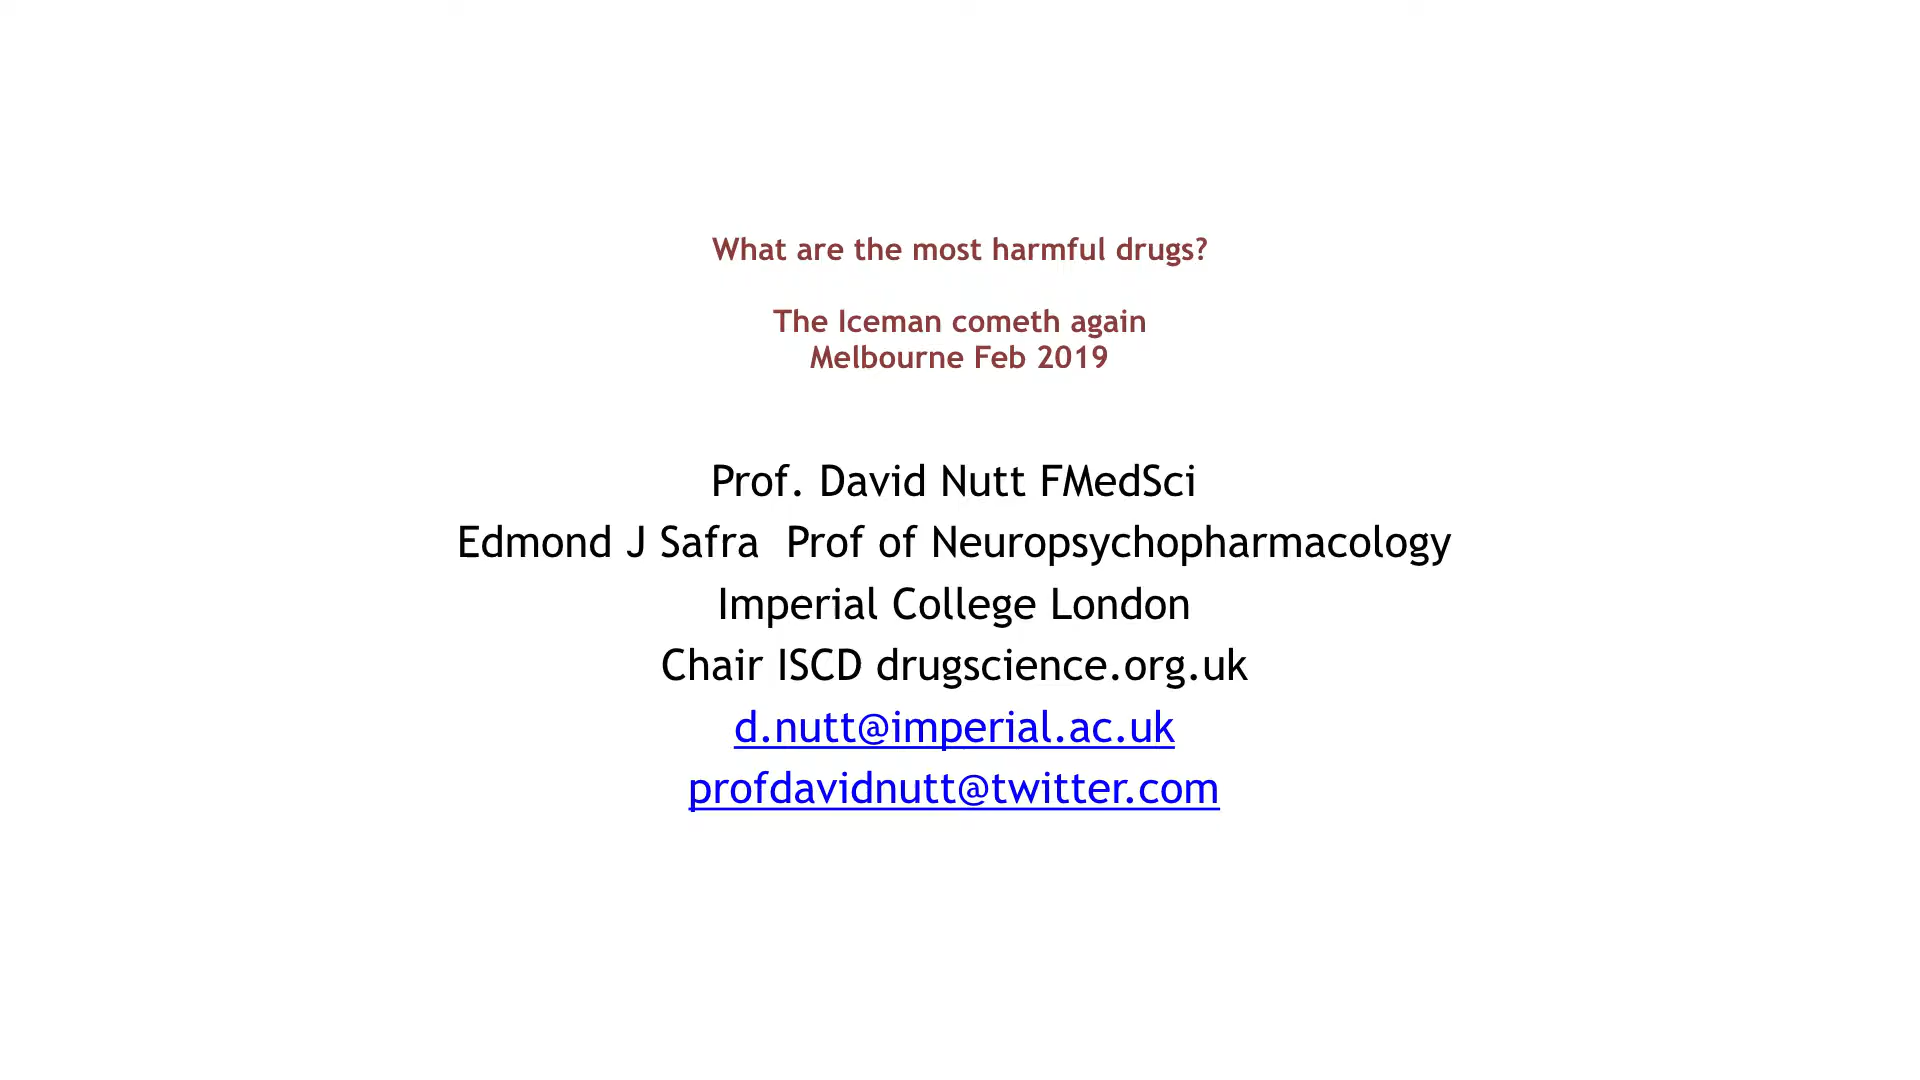 What are the most harmful drugs?
The Iceman cometh again
Melbourne Feb 2019
Prof. David Nutt FMedSci
Edmond J Safra  Prof of Neuropsychopharmacology
Imperial College London
Chair ISCD drugscience.org.uk
d.nutt@imperial.ac.uk
profdavidnutt@twitter.com